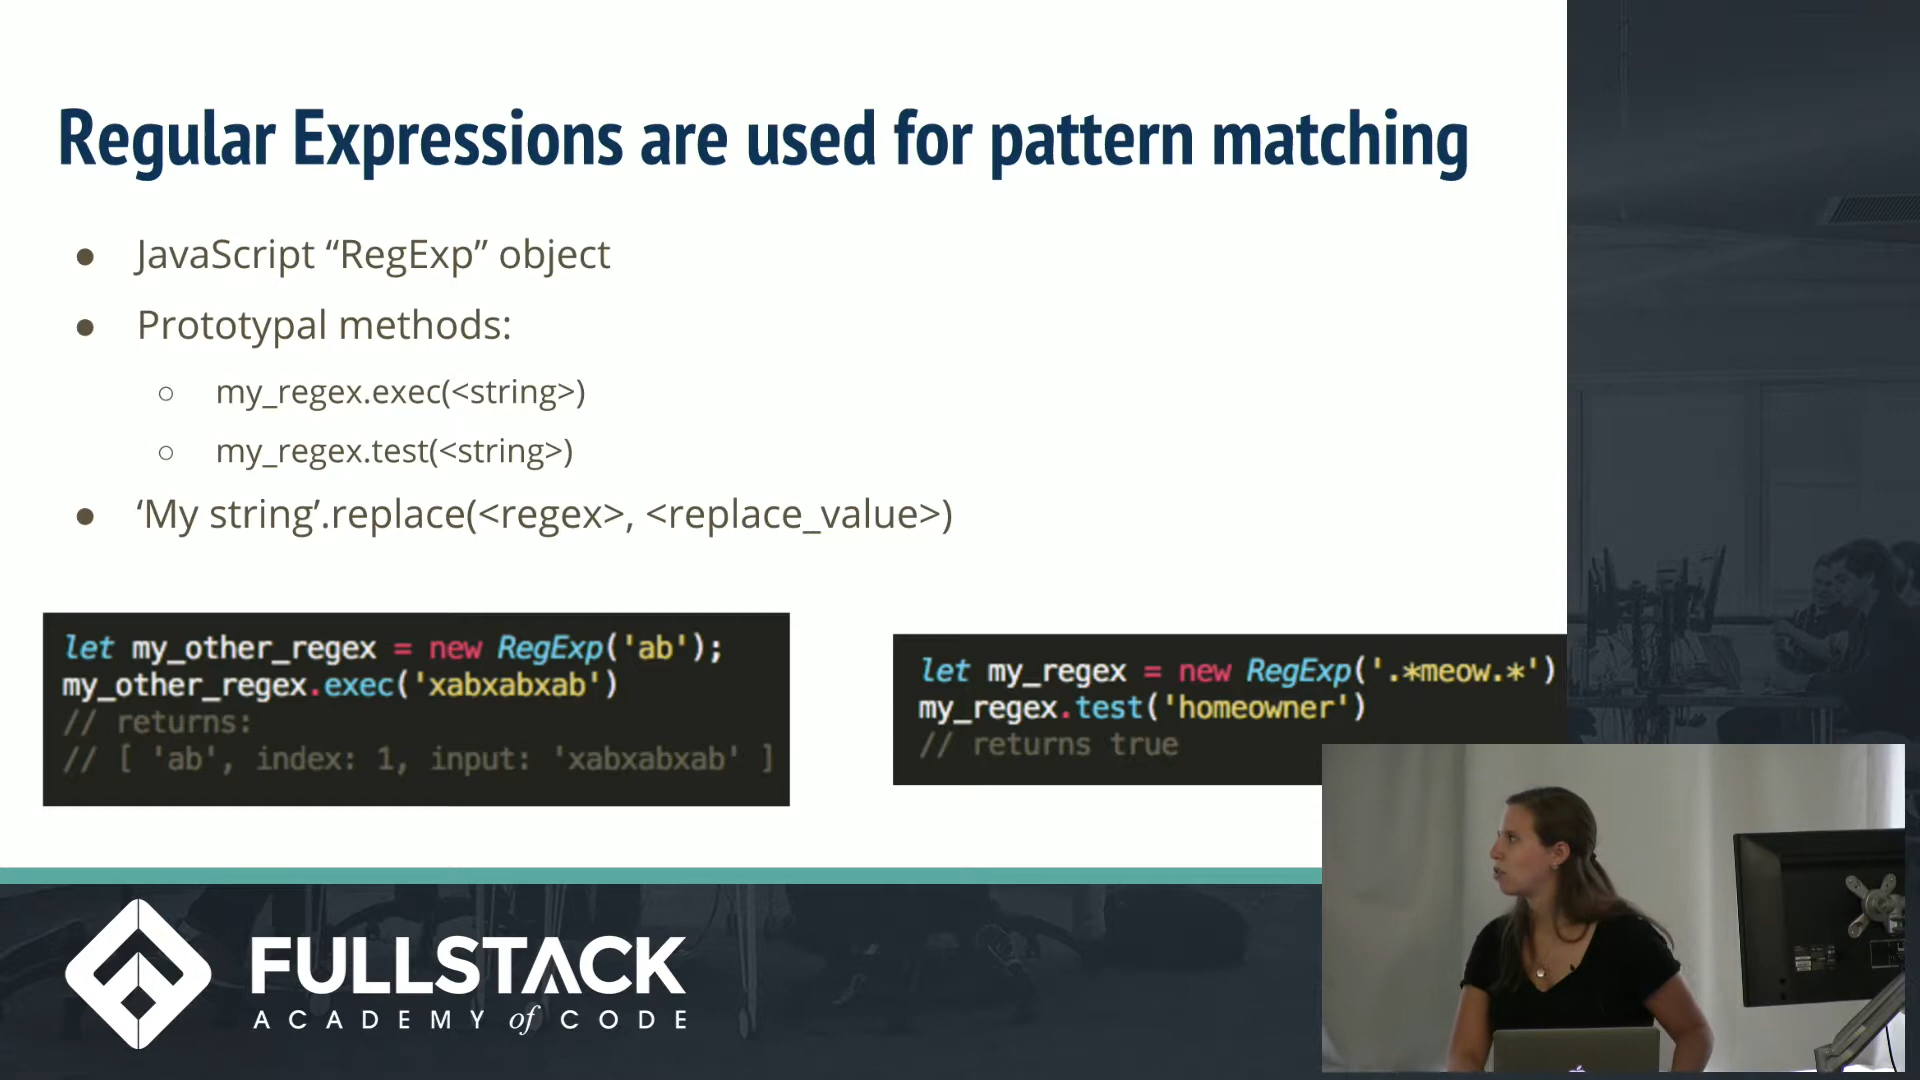 Regular Expressions are used for pattern matching
● JavaScript “RegExp” object
● Prototypal methods:
○ my_regex.exec(<string>)
○ my_regex.test(<string>)
● ‘My string’.replace(<regex>, <replace_value>)
let my_other_regex = new RegExp('ab');
my_other_regex.exec('xabxabxab')
// returns:
// [ 'ab', index: 1, input: 'xabxabxab' ]
let my_regex = new RegExp('.*meow.*')
my_regex.test('homeowner')
// returns true
FULLSTACK
ACADEMY of CODE